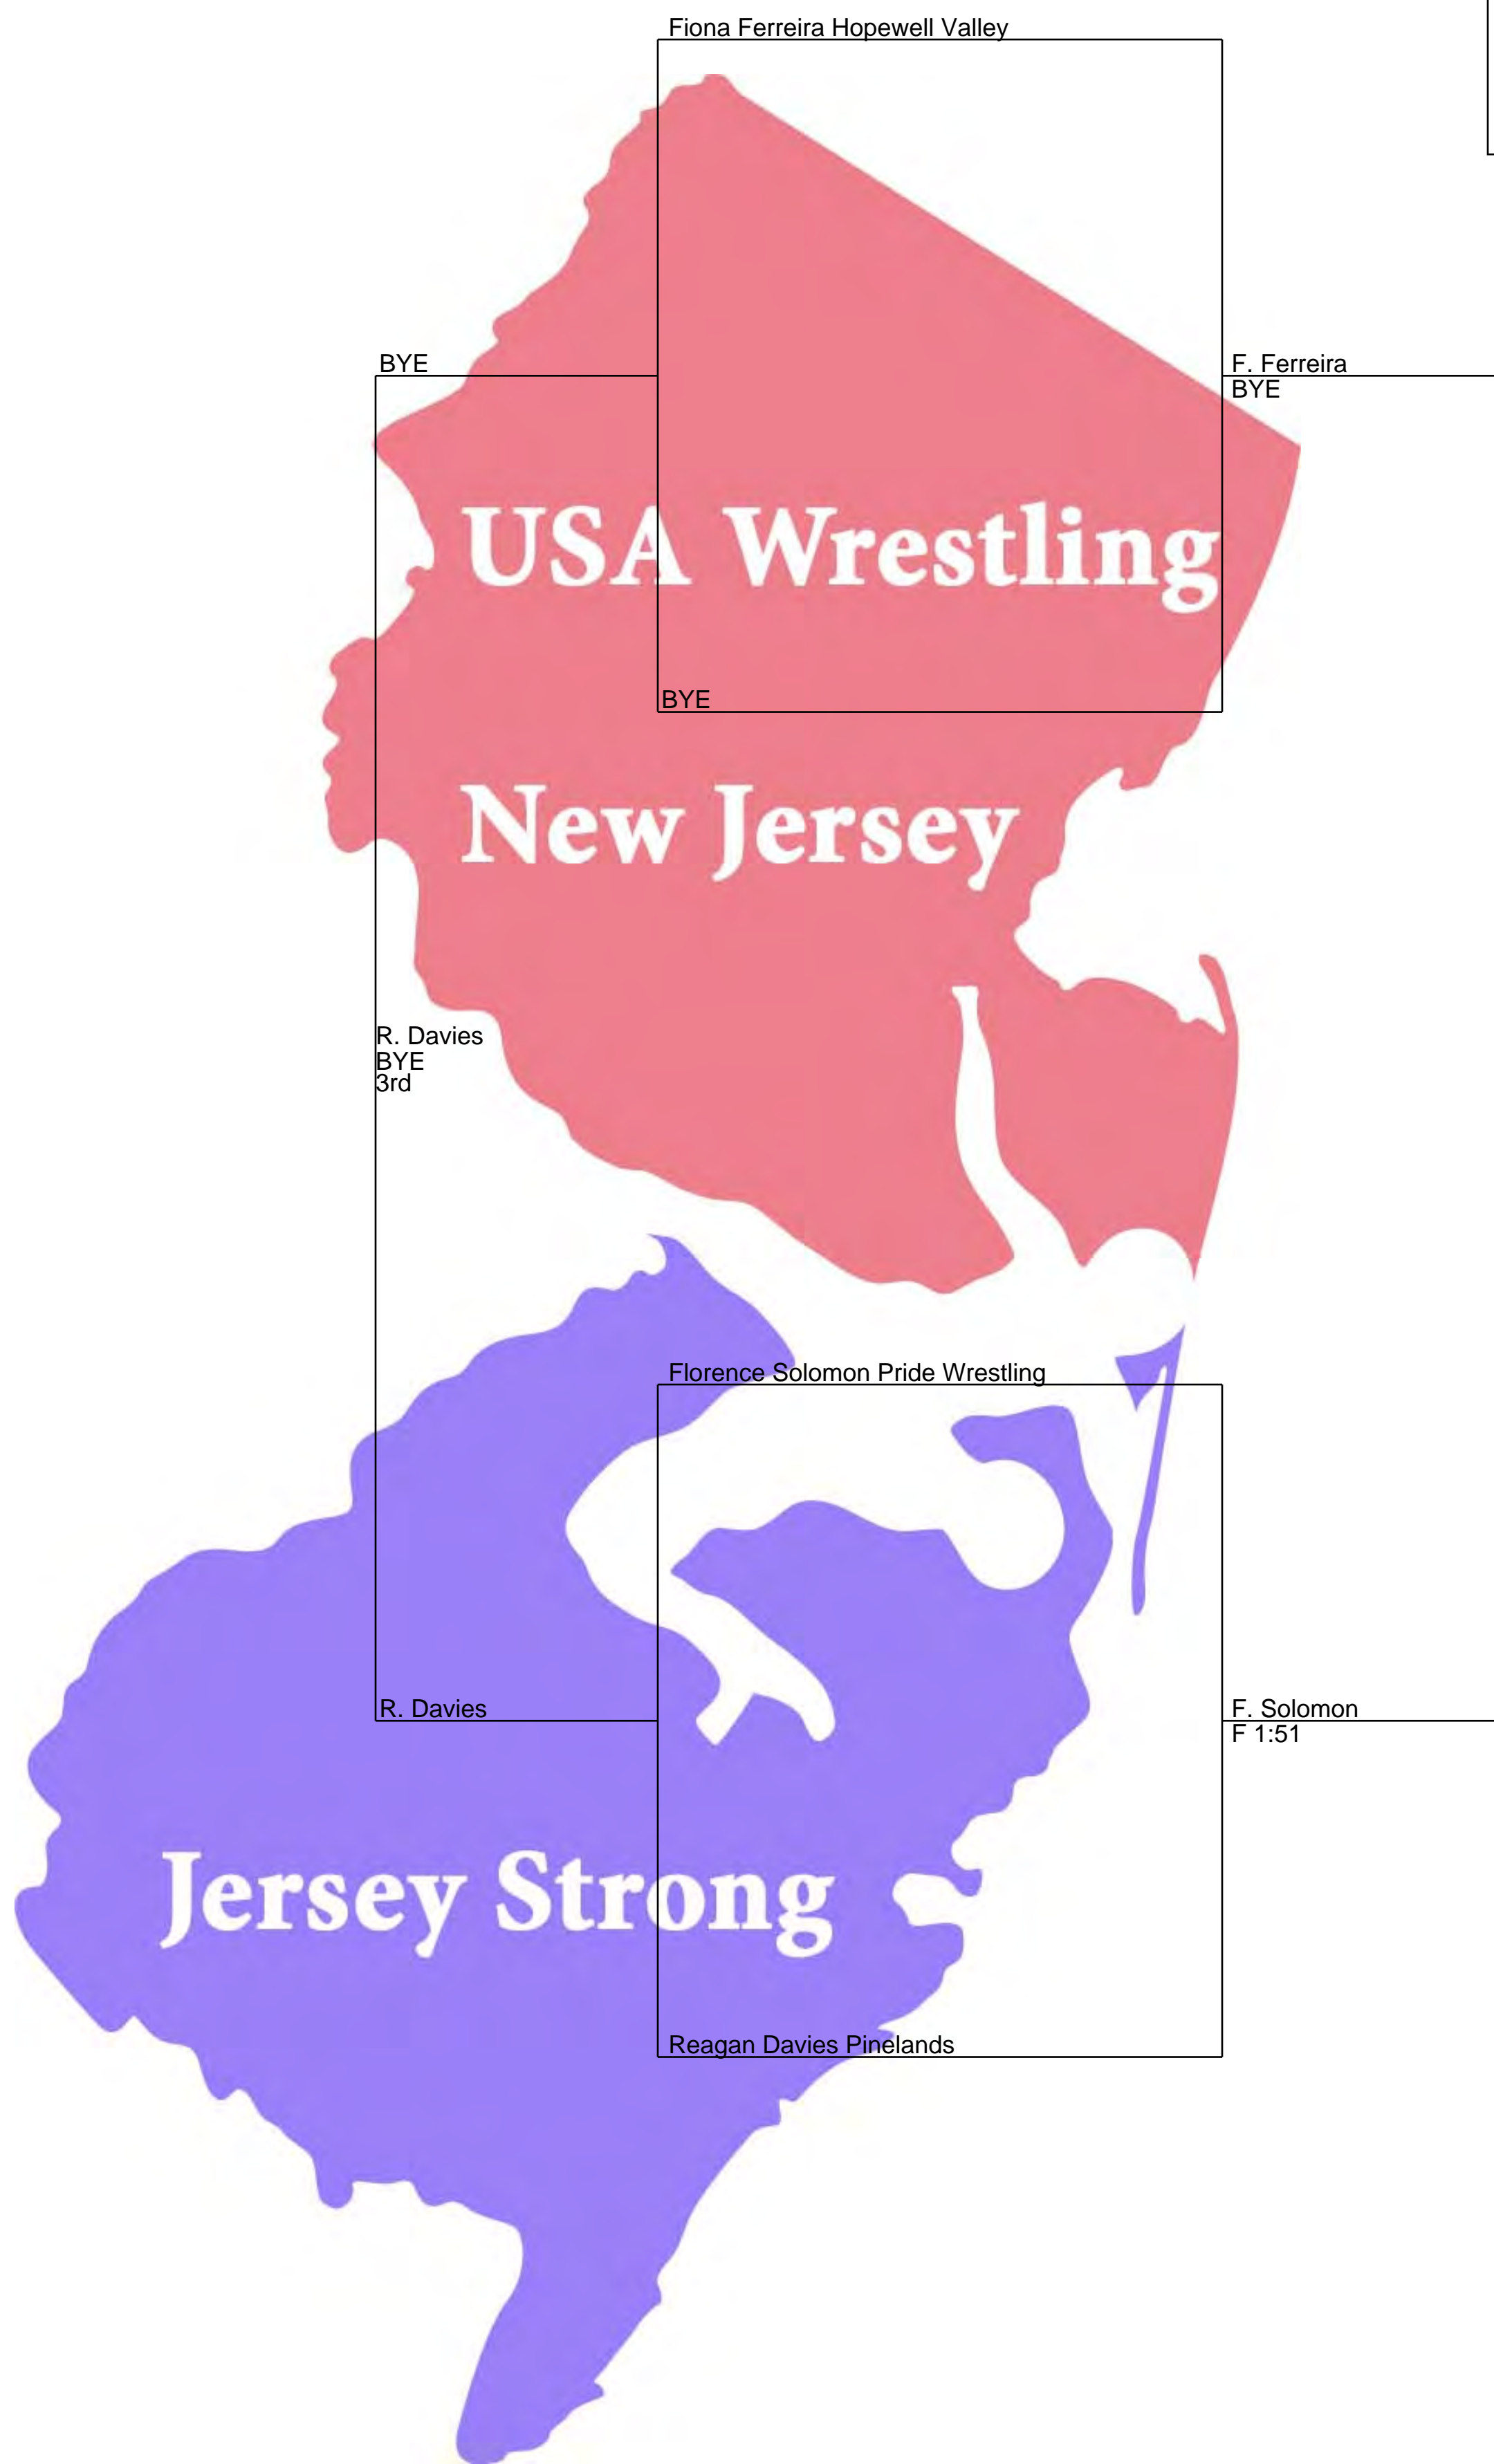 Fiona Ferreira Hopewell Valley
BYE
F. Ferreira
BYE
USA Wrestling
BYE
New Jersey
R. Davies
BYE
3rd
Florence Solomon Pride Wrestling
R. Davies
F. Solomon
F 1:51
Jersey Strong
Reagan Davies Pinelands